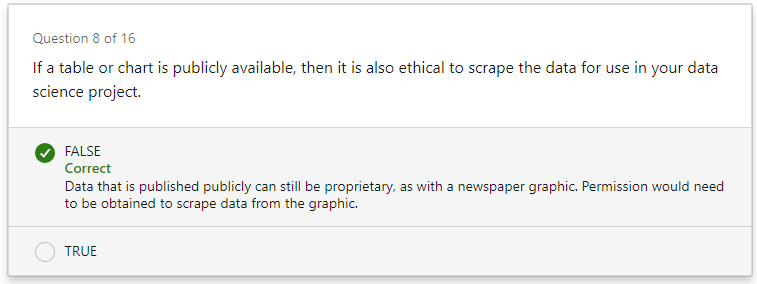 Question 8 of 16
If a table or chart is publicly available, then it is also ethical to scrape the data for use in your data
science project.
FALSE
Correct
Data that is published publicly can still be proprietary, as with a newspaper graphic. Permission would need
to be obtained to scrape data from the graphic.
TRUE